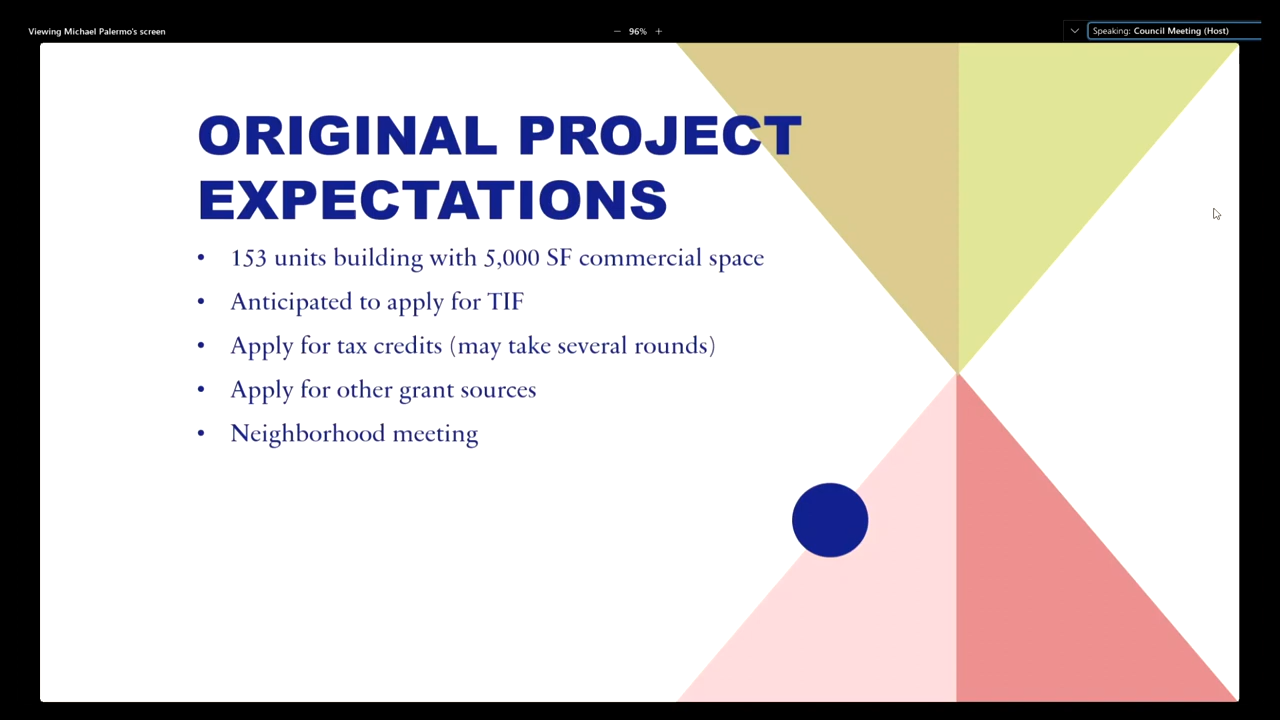 Viewing Michael Palermo's screen
− 96% +
Speaking: Council Meeting (Host)
ORIGINAL PROJECT
EXPECTATIONS
• 153 units building with 5,000 SF commercial space
• Anticipated to apply for TIF
• Apply for tax credits (may take several rounds)
• Apply for other grant sources
• Neighborhood meeting